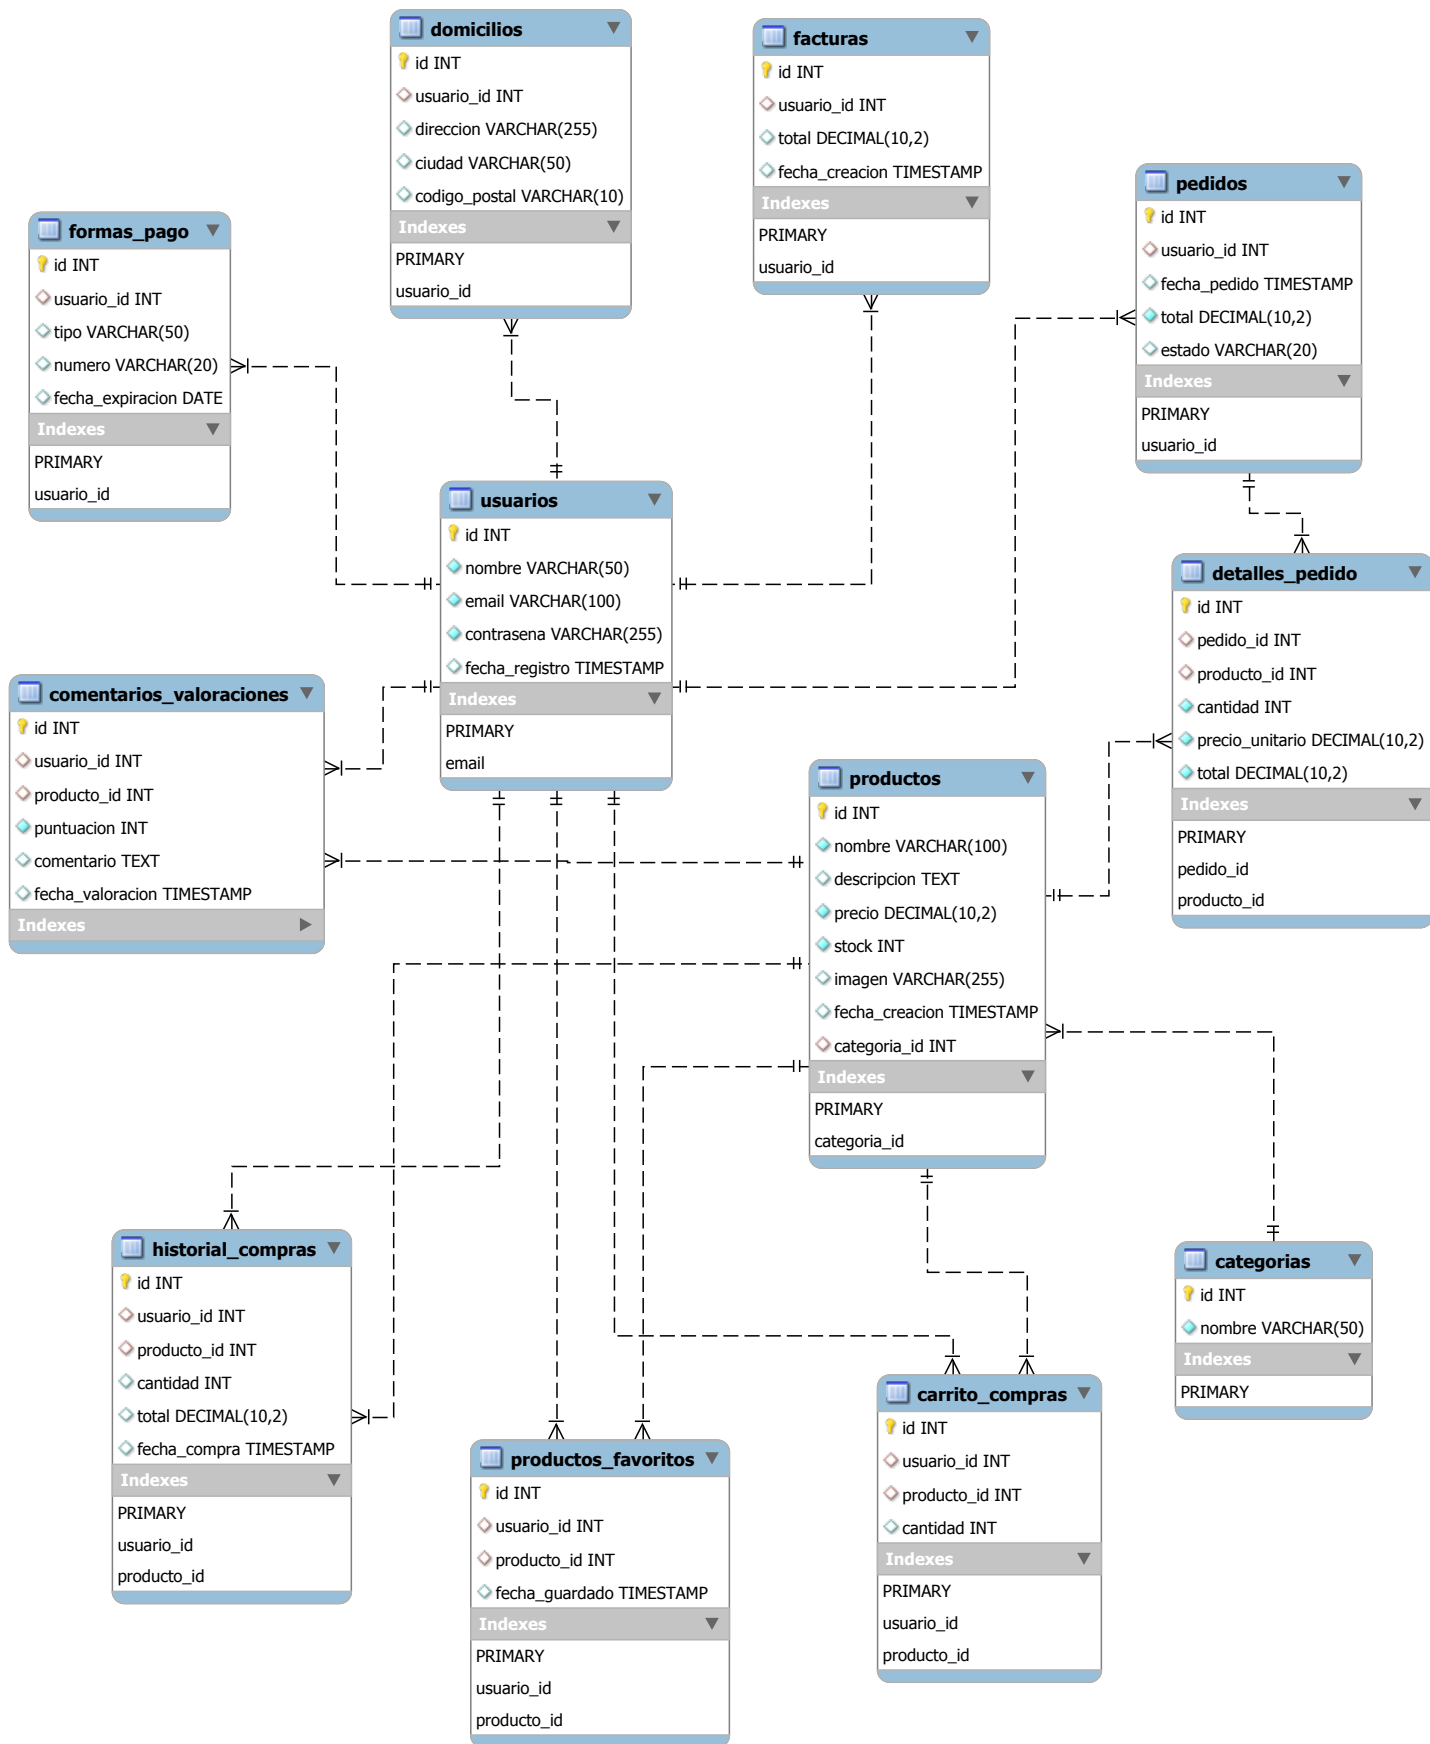 domicilios
id INT
usuario_id INT
direccion VARCHAR(255)
ciudad VARCHAR(50)
codigo_postal VARCHAR(10)
Indexes
PRIMARY
usuario_id
facturas
id INT
usuario_id INT
total DECIMAL(10,2)
fecha_creacion TIMESTAMP
Indexes
PRIMARY
usuario_id
pedidos
id INT
usuario_id INT
fecha_pedido TIMESTAMP
total DECIMAL(10,2)
estado VARCHAR(20)
Indexes
PRIMARY
usuario_id
formas_pago
id INT
usuario_id INT
tipo VARCHAR(50)
numero VARCHAR(20)
fecha_expiracion DATE
Indexes
PRIMARY
usuario_id
usuarios
id INT
nombre VARCHAR(50)
email VARCHAR(100)
contrasena VARCHAR(255)
fecha_registro TIMESTAMP
Indexes
PRIMARY
email
detalles_pedido
id INT
pedido_id INT
producto_id INT
cantidad INT
precio_unitario DECIMAL(10,2)
total DECIMAL(10,2)
Indexes
PRIMARY
pedido_id
producto_id
comentarios_valoraciones
id INT
usuario_id INT
producto_id INT
puntuacion INT
comentario TEXT
fecha_valoracion TIMESTAMP
Indexes
productos
id INT
nombre VARCHAR(100)
descripcion TEXT
precio DECIMAL(10,2)
stock INT
imagen VARCHAR(255)
fecha_creacion TIMESTAMP
categoria_id INT
Indexes
PRIMARY
categoria_id
historial_compras
id INT
usuario_id INT
producto_id INT
cantidad INT
total DECIMAL(10,2)
fecha_compra TIMESTAMP
Indexes
PRIMARY
usuario_id
producto_id
categorias
id INT
nombre VARCHAR(50)
Indexes
PRIMARY
carrito_compras
id INT
usuario_id INT
producto_id INT
cantidad INT
Indexes
PRIMARY
usuario_id
producto_id
productos_favoritos
id INT
usuario_id INT
producto_id INT
fecha_guardado TIMESTAMP
Indexes
PRIMARY
usuario_id
producto_id